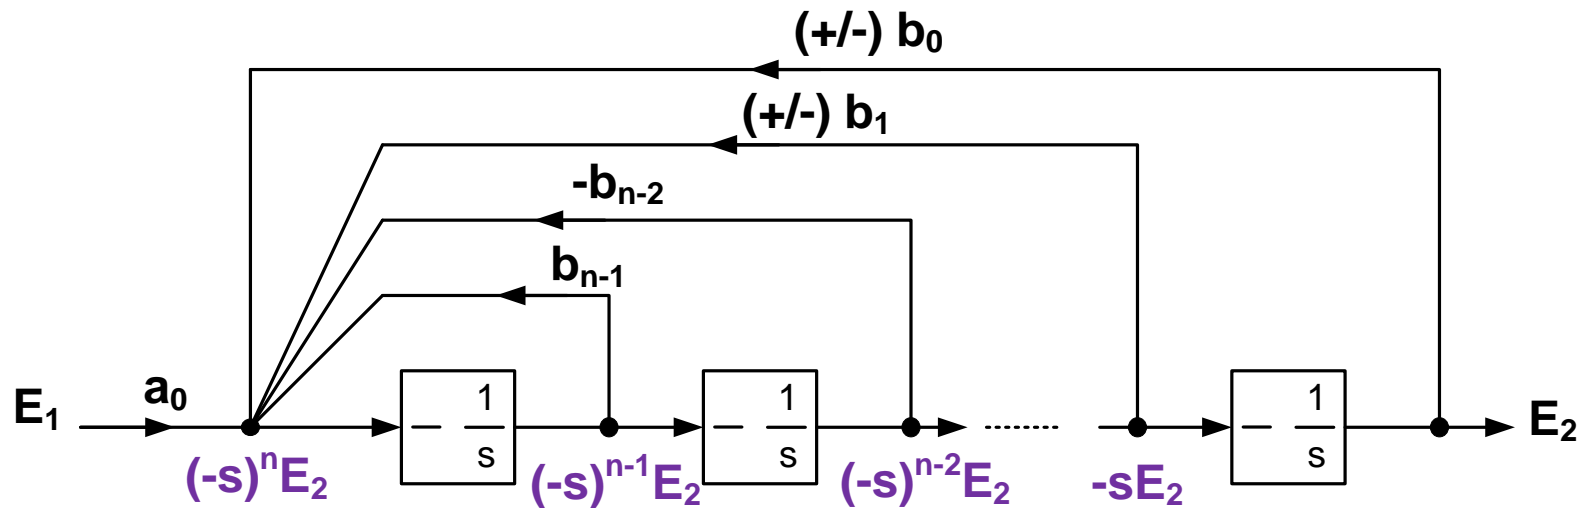 (+/-) b₀
(+/-) b₁
-bₙ₋₂
bₙ₋₁
E₁ a₀ − 1/s − 1/s ........ − 1/s E₂
(-s)ⁿE₂ (-s)ⁿ⁻¹E₂ (-s)ⁿ⁻²E₂ -sE₂